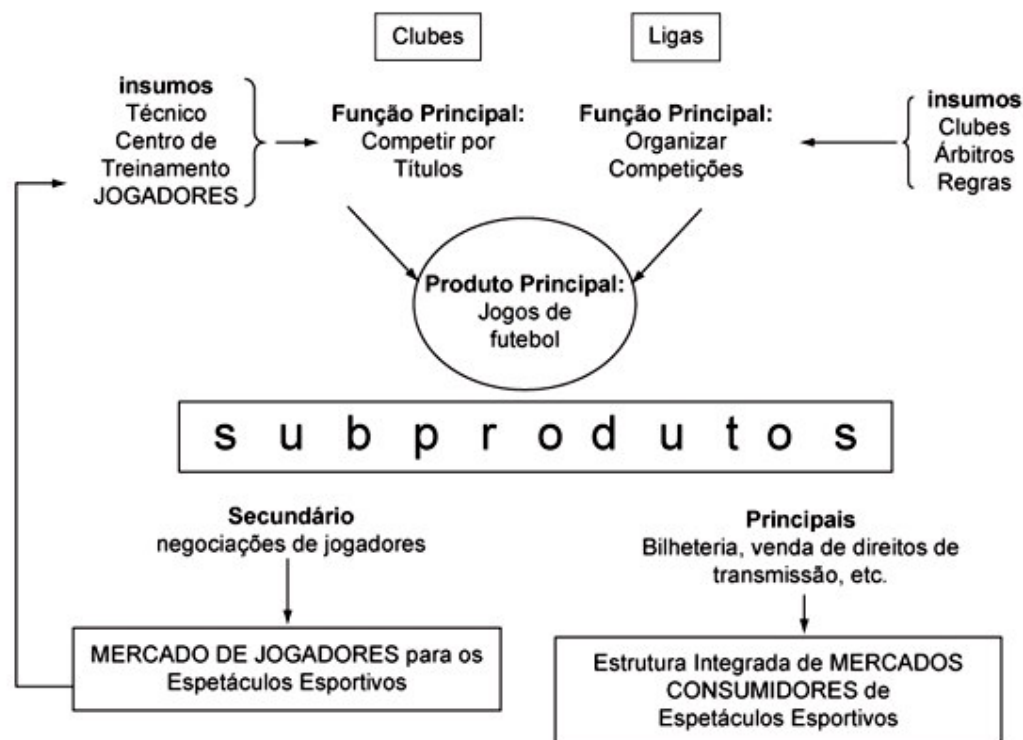 Clubes
Ligas
insumos
Técnico
Centro de
Treinamento
JOGADORES
Função Principal:
Competir por
Títulos
Função Principal:
Organizar
Competições
insumos
Clubes
Árbitros
Regras
Produto Principal:
Jogos de
futebol
s u b p r o d u t o s
Secundário
negociações de jogadores
Principais
Bilheteria, venda de direitos de
transmissão, etc.
MERCADO DE JOGADORES para os
Espetáculos Esportivos
Estrutura Integrada de MERCADOS
CONSUMIDORES de
Espetáculos Esportivos